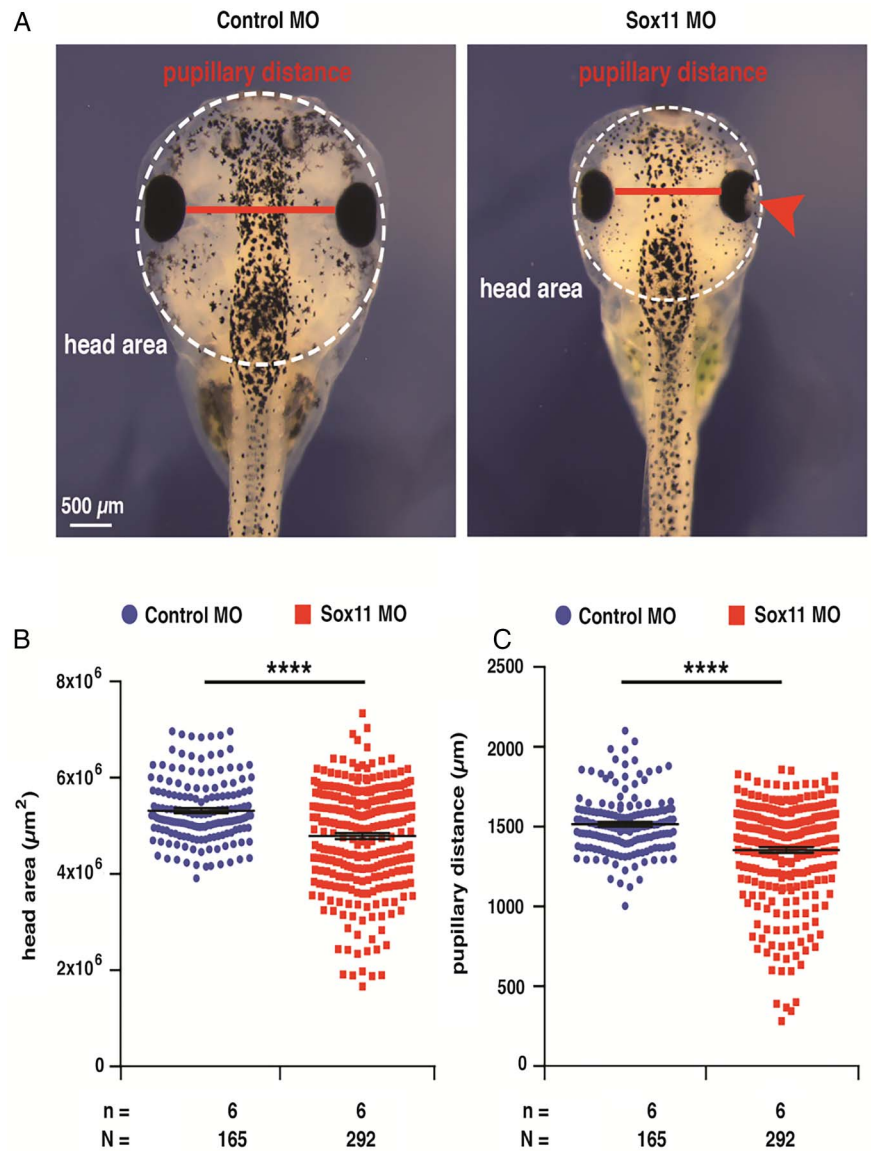 A
Control MO
Sox11 MO
pupillary distance
pupillary distance
head area
head area
500 µm
Control MO
Sox11 MO
Control MO
Sox11 MO
B
C
****
****
8x10⁶
6x10⁶
4x10⁶
2x10⁶
0
head area (µm²)
2500
2000
1500
1000
500
0
pupillary distance (µm)
n = 6 6
N = 165 292
n = 6 6
N = 165 292